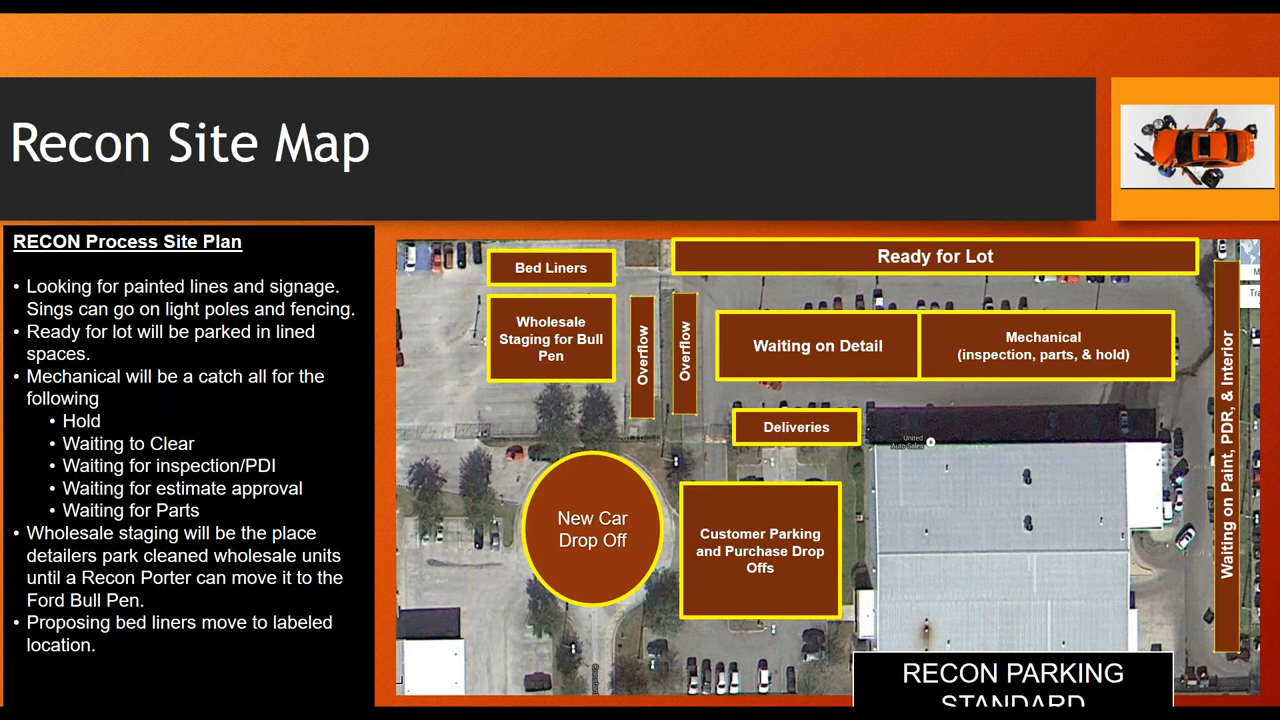 Recon Site Map
RECON Process Site Plan
• Looking for painted lines and signage.
Sings can go on light poles and fencing.
• Ready for lot will be parked in lined
spaces.
• Mechanical will be a catch all for the
following
• Hold
• Waiting to Clear
• Waiting for inspection/PDI
• Waiting for estimate approval
• Waiting for Parts
• Wholesale staging will be the place
detailers park cleaned wholesale units
until a Recon Porter can move it to the
Ford Bull Pen.
• Proposing bed liners move to labeled
location.
Bed Liners
Ready for Lot
Wholesale
Staging for Bull
Pen
Overflow
Overflow
Waiting on Detail
Mechanical
(inspection, parts, & hold)
Waiting on Paint, PDR, & Interior
Deliveries
United
Auto Sales
New Car
Drop Off
Customer Parking
and Purchase Drop
Offs
RECON PARKING
STANDARD